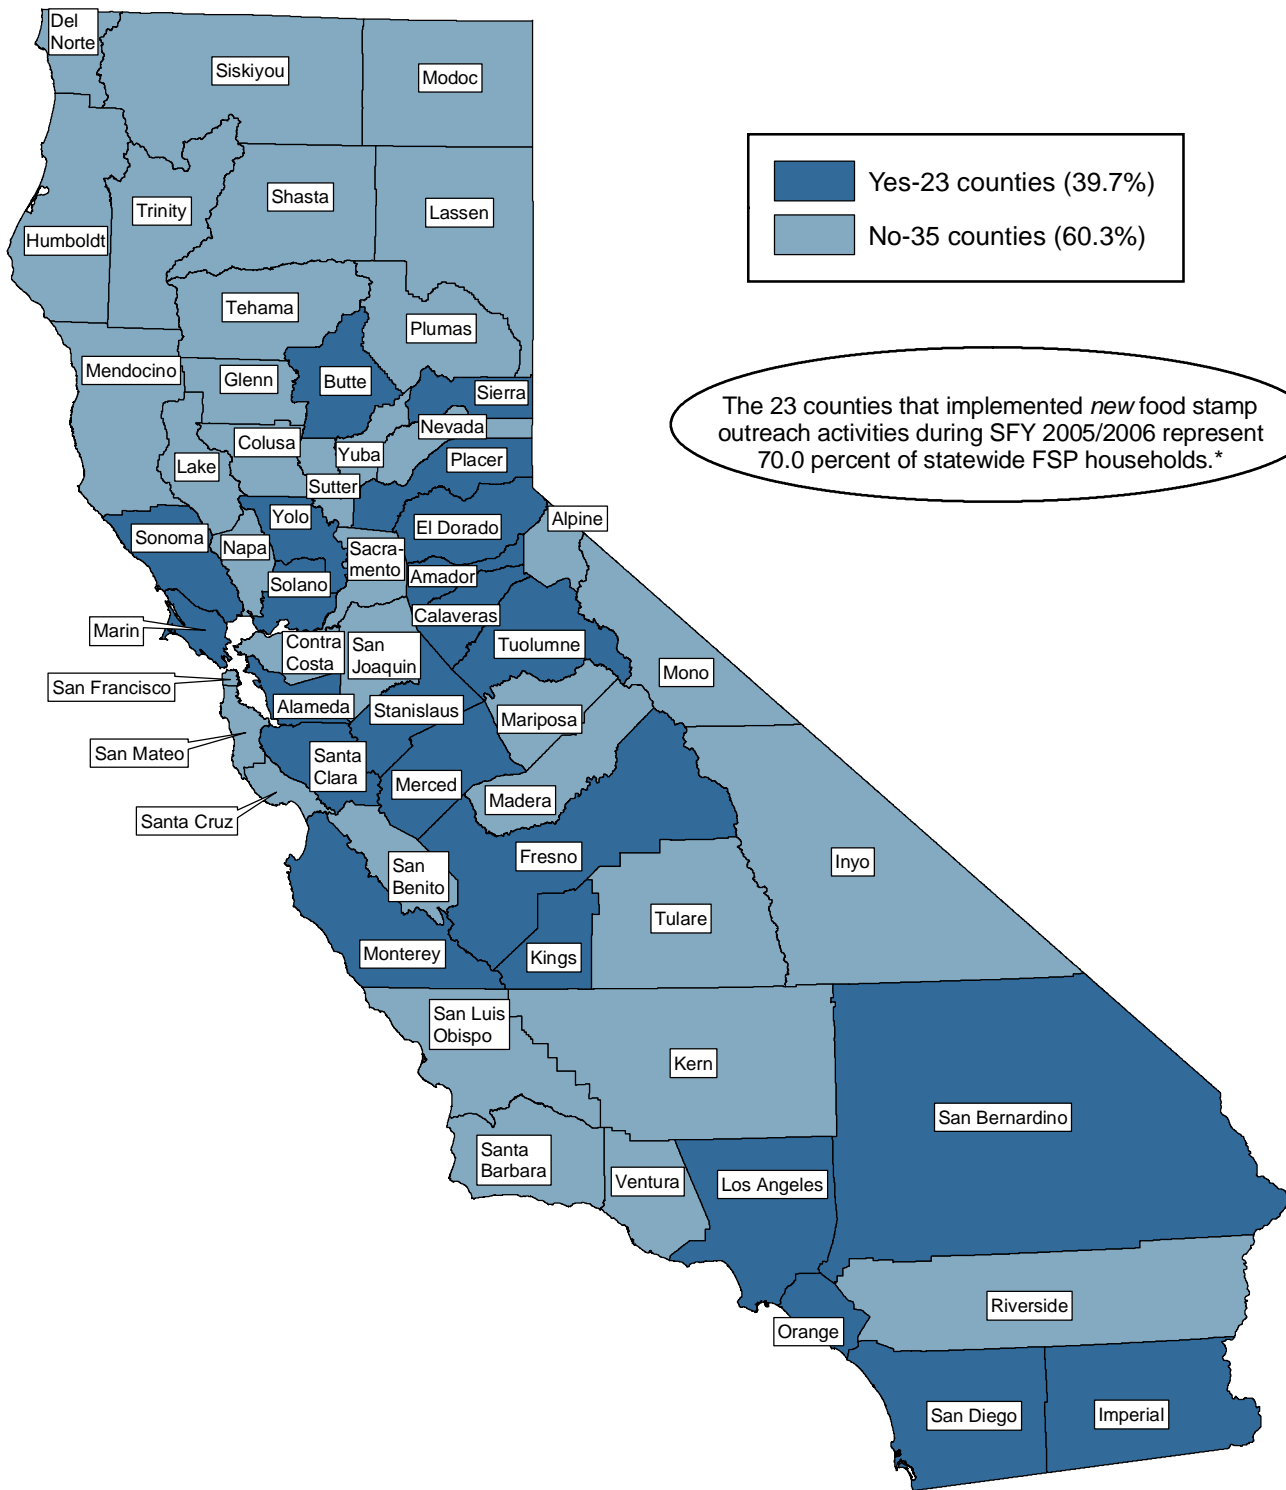 Del
Norte
Siskiyou
Modoc
Yes-23 counties (39.7%)
No-35 counties (60.3%)
Shasta
Trinity
Lassen
Humboldt
Tehama
Plumas
Mendocino
Glenn
Butte
Sierra
The 23 counties that implemented new food stamp
outreach activities during SFY 2005/2006 represent
70.0 percent of statewide FSP households.*
Nevada
Colusa
Yuba
Placer
Lake
Sutter
Yolo
Alpine
El Dorado
Sonoma
Napa
Sacra-
mento
Amador
Solano
Calaveras
Marin
Contra
Costa
San
Joaquin
Tuolumne
Mono
San Francisco
Alameda
Stanislaus
Mariposa
San Mateo
Santa
Clara
Merced
Madera
Santa Cruz
Fresno
Inyo
San
Benito
Tulare
Monterey
Kings
San Luis
Obispo
Kern
San Bernardino
Santa
Barbara
Ventura
Los Angeles
Riverside
Orange
San Diego
Imperial